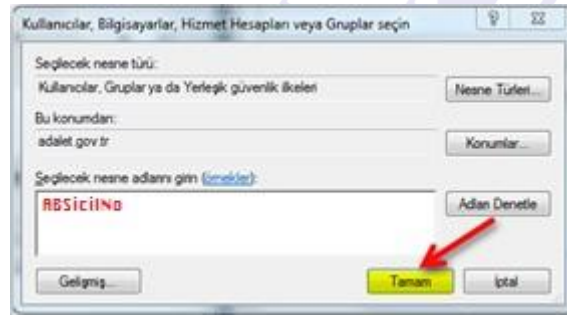 Kullanıcılar, Bilgisayarlar, Hizmet Hesapları veya Gruplar seçin
Seçilecek nesne türü:
Kullanıcılar, Gruplar ya da Yerleşik güvenlik ilkeleri
Nesne Türleri...
Bu konumdan:
adalet.gov.tr
Konumlar...
Seçilecek nesne adlarını girin (örnekler):
ABSicilNo
Adları Denetle
Gelişmiş...
Tamam
İptal